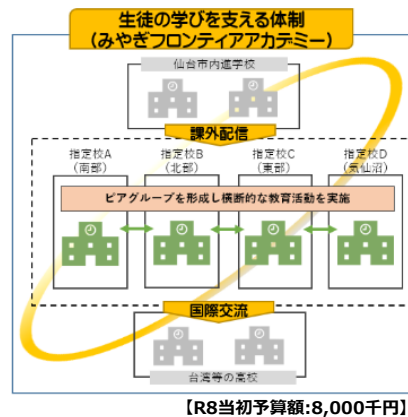 生徒の学びを支える体制
(みやぎフロンティアアカデミー)
仙台市内進学校
課外配信
指定校A
(南部)
指定校B
(北部)
指定校C
(東部)
指定校D
(気仙沼)
ピアグループを形成し横断的な教育活動を実施
国際交流
台湾等の高校
【R8当初予算額:8,000千円】